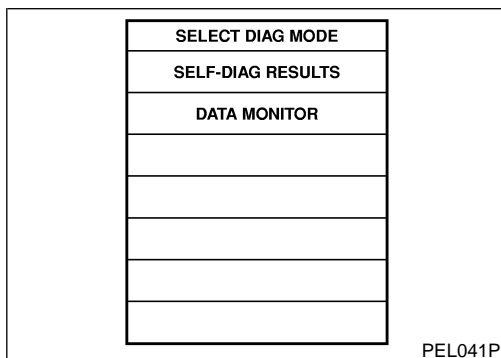 SELECT DIAG MODE
SELF-DIAG RESULTS
DATA MONITOR
PEL041P